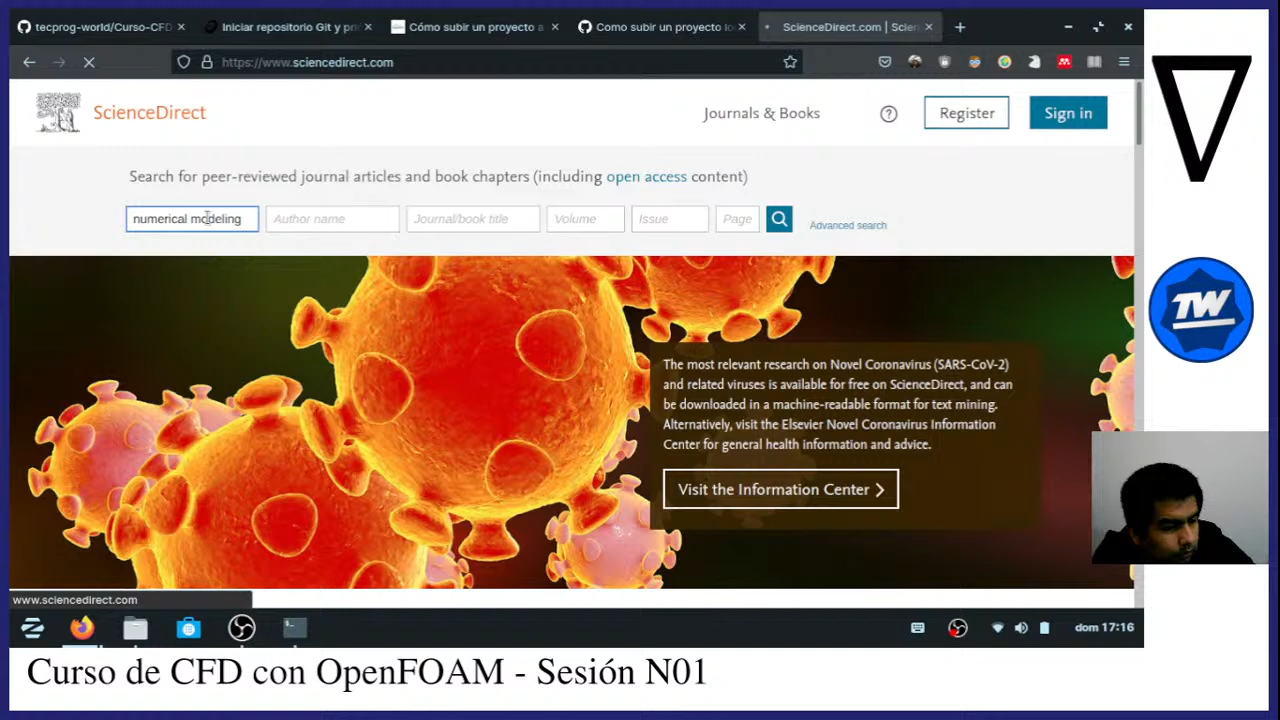 tecprog-world/Curso-CFD
Iniciar repositorio Git y pri
Cómo subir un proyecto a
Como subir un proyecto lo
ScienceDirect.com | Scien
https://www.sciencedirect.com
ScienceDirect
Journals & Books
?
Register
Sign in
Search for peer-reviewed journal articles and book chapters (including open access content)
numerical modeling
Author name
Journal/book title
Volume
Issue
Page
Advanced search
The most relevant research on Novel Coronavirus (SARS-CoV-2)
and related viruses is available for free on ScienceDirect, and can
be downloaded in a machine-readable format for text mining.
Alternatively, visit the Elsevier Novel Coronavirus Information
Center for general health information and advice.
Visit the Information Center
TW
www.sciencedirect.com
dom 17:16
Curso de CFD con OpenFOAM - Sesión N01